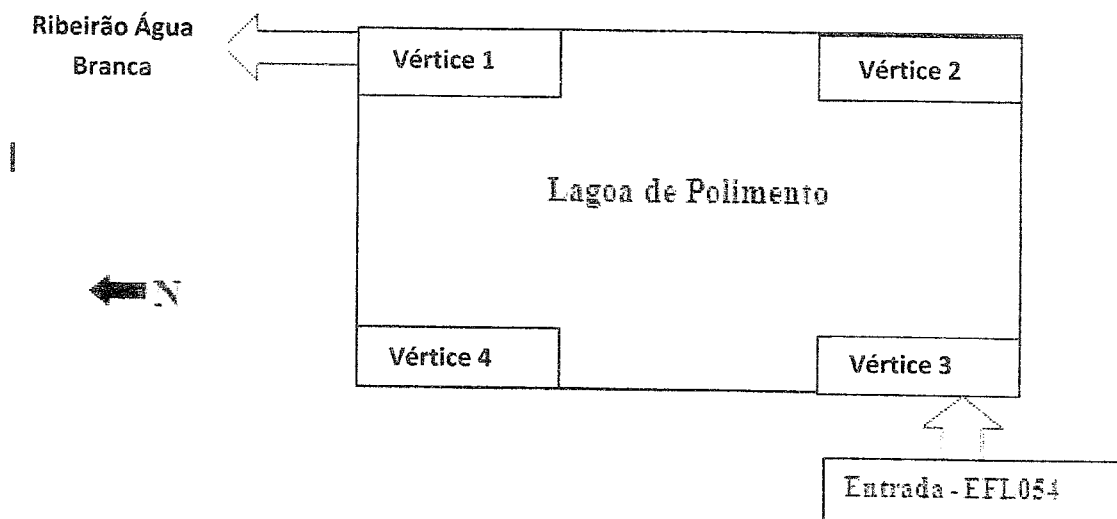 Ribeirão Água
Branca
Vértice 1
Vértice 2
Lagoa de Polimento
N
Vértice 4
Vértice 3
Entrada - EFL054